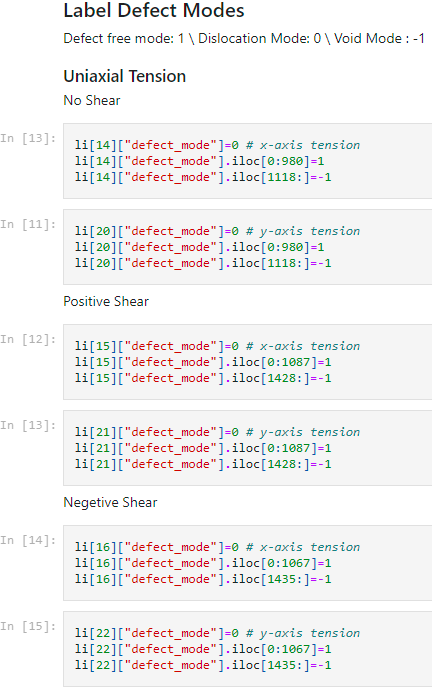 Label Defect Modes
Defect free mode: 1 \ Dislocation Mode: 0 \ Void Mode : -1
Uniaxial Tension
No Shear
In [13]:
li[14]["defect_mode"]=0 # x-axis tension
li[14]["defect_mode"].iloc[0:980]=1
li[14]["defect_mode"].iloc[1118:]=-1
In [11]:
li[20]["defect_mode"]=0 # y-axis tension
li[20]["defect_mode"].iloc[0:980]=1
li[20]["defect_mode"].iloc[1118:]=-1
Positive Shear
In [12]:
li[15]["defect_mode"]=0 # x-axis tension
li[15]["defect_mode"].iloc[0:1087]=1
li[15]["defect_mode"].iloc[1428:]=-1
In [13]:
li[21]["defect_mode"]=0 # y-axis tension
li[21]["defect_mode"].iloc[0:1087]=1
li[21]["defect_mode"].iloc[1428:]=-1
Negetive Shear
In [14]:
li[16]["defect_mode"]=0 # x-axis tension
li[16]["defect_mode"].iloc[0:1067]=1
li[16]["defect_mode"].iloc[1435:]=-1
In [15]:
li[22]["defect_mode"]=0 # y-axis tension
li[22]["defect_mode"].iloc[0:1067]=1
li[22]["defect_mode"].iloc[1435:]=-1